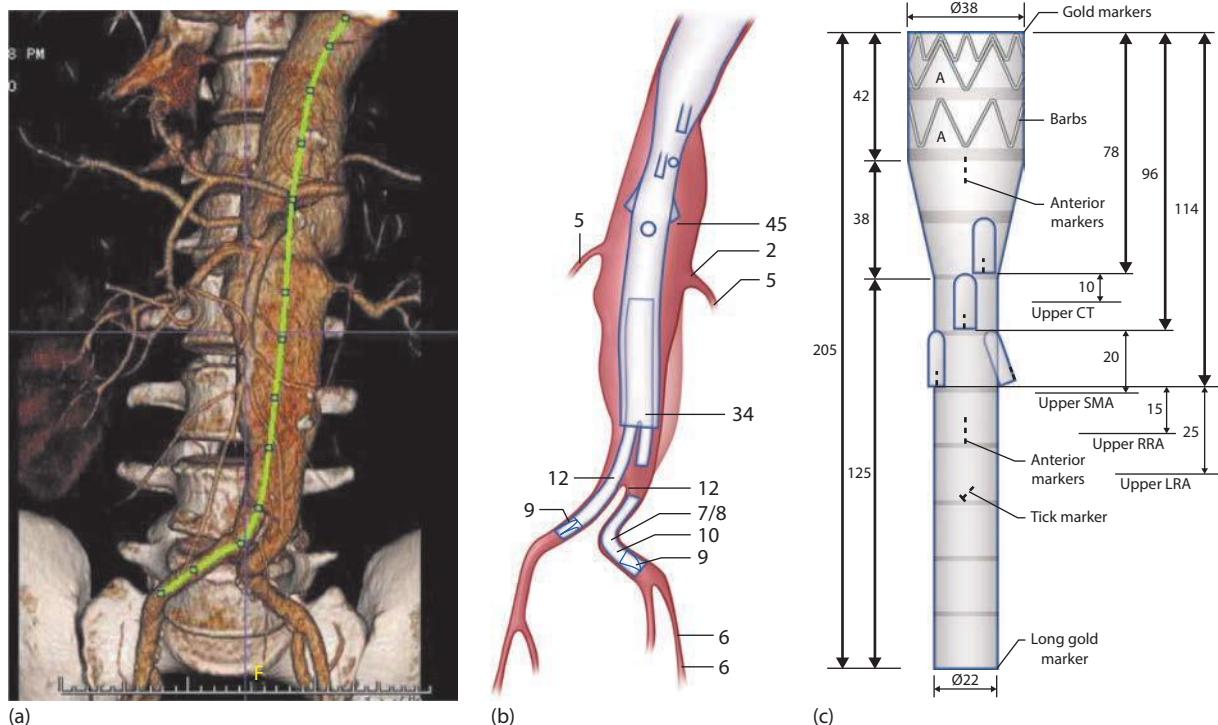 8 PM
0
F
(a)
5
45
2
5
34
12
12
9
7/8
10
9
6
6
(b)
Ø38
Gold markers
42
A
Barbs
A
78
96
Anterior
markers
114
38
10
Upper CT
205
20
Upper SMA
15
25
Upper RRA
Anterior
markers
Upper LRA
125
Tick marker
Long gold
marker
Ø22
(c)